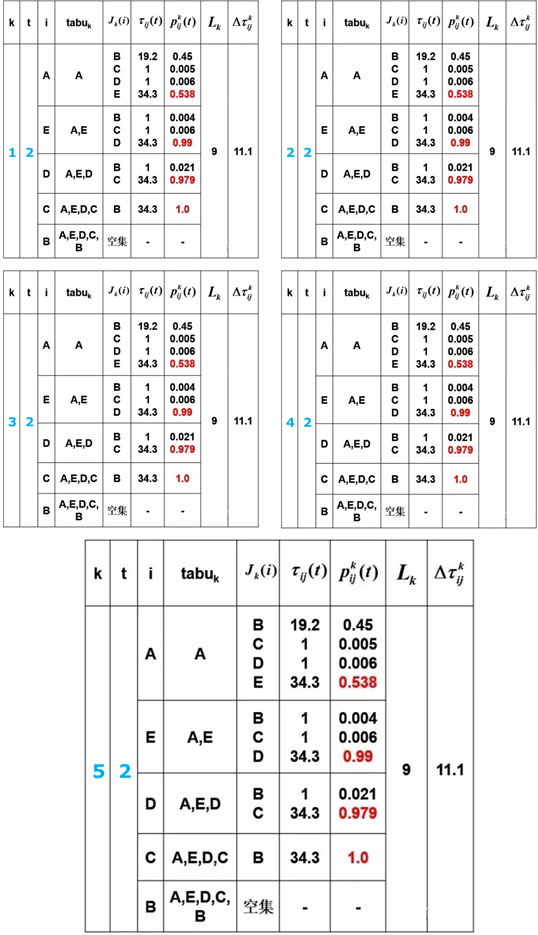 k t i tabuk Jk(i) τij(t) pkij(t) Lk Δτkij
1 2 9 11.1
A A
B 19.2 0.45
C 1 0.005
D 1 0.006
E 34.3 0.538
E A,E
B 1 0.004
C 1 0.006
D 34.3 0.99
D A,E,D
B 1 0.021
C 34.3 0.979
C A,E,D,C B 34.3 1.0
B A,E,D,C, 空集 - -
B
k t i tabuk Jk(i) τij(t) pkij(t) Lk Δτkij
2 2 9 11.1
A A
B 19.2 0.45
C 1 0.005
D 1 0.006
E 34.3 0.538
E A,E
B 1 0.004
C 1 0.006
D 34.3 0.99
D A,E,D
B 1 0.021
C 34.3 0.979
C A,E,D,C B 34.3 1.0
B A,E,D,C, 空集 - -
B
k t i tabuk Jk(i) τij(t) pkij(t) Lk Δτkij
3 2 9 11.1
A A
B 19.2 0.45
C 1 0.005
D 1 0.006
E 34.3 0.538
E A,E
B 1 0.004
C 1 0.006
D 34.3 0.99
D A,E,D
B 1 0.021
C 34.3 0.979
C A,E,D,C B 34.3 1.0
B A,E,D,C, 空集 - -
B
k t i tabuk Jk(i) τij(t) pkij(t) Lk Δτkij
4 2 9 11.1
A A
B 19.2 0.45
C 1 0.005
D 1 0.006
E 34.3 0.538
E A,E
B 1 0.004
C 1 0.006
D 34.3 0.99
D A,E,D
B 1 0.021
C 34.3 0.979
C A,E,D,C B 34.3 1.0
B A,E,D,C, 空集 - -
B
k t i tabuk Jk(i) τij(t) pkij(t) Lk Δτkij
5 2 9 11.1
A A
B 19.2 0.45
C 1 0.005
D 1 0.006
E 34.3 0.538
E A,E
B 1 0.004
C 1 0.006
D 34.3 0.99
D A,E,D
B 1 0.021
C 34.3 0.979
C A,E,D,C B 34.3 1.0
B A,E,D,C, 空集 - -
B